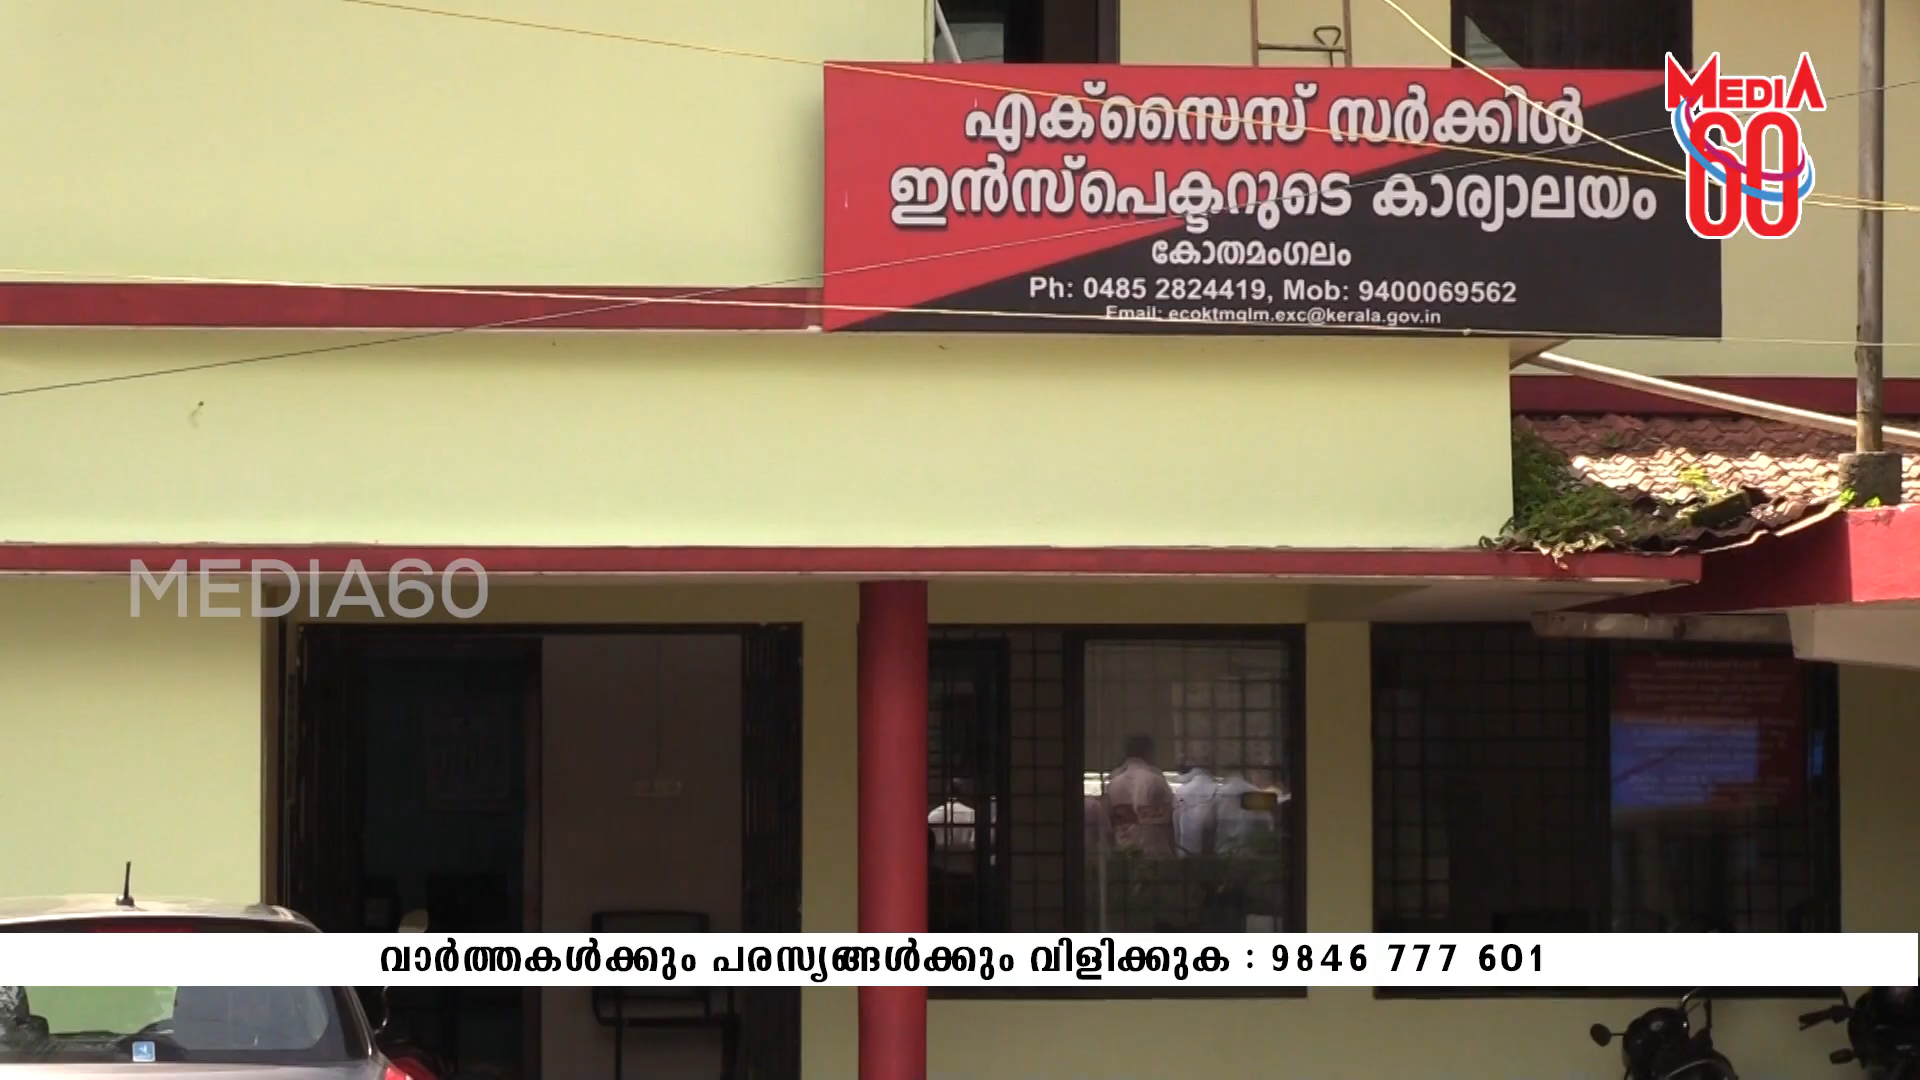 എക്സൈസ് സർക്കിൾ
ഇൻസ്പെക്ടറുടെ കാര്യാലയം
കോതമംഗലം
Ph: 0485 2824419, Mob: 9400069562
Email: ecoktmglm.exc@kerala.gov.in
MEDIA
60
MEDIA60
വാർത്തകൾക്കും പരസ്യങ്ങൾക്കും വിളിക്കുക : 9846 777 601